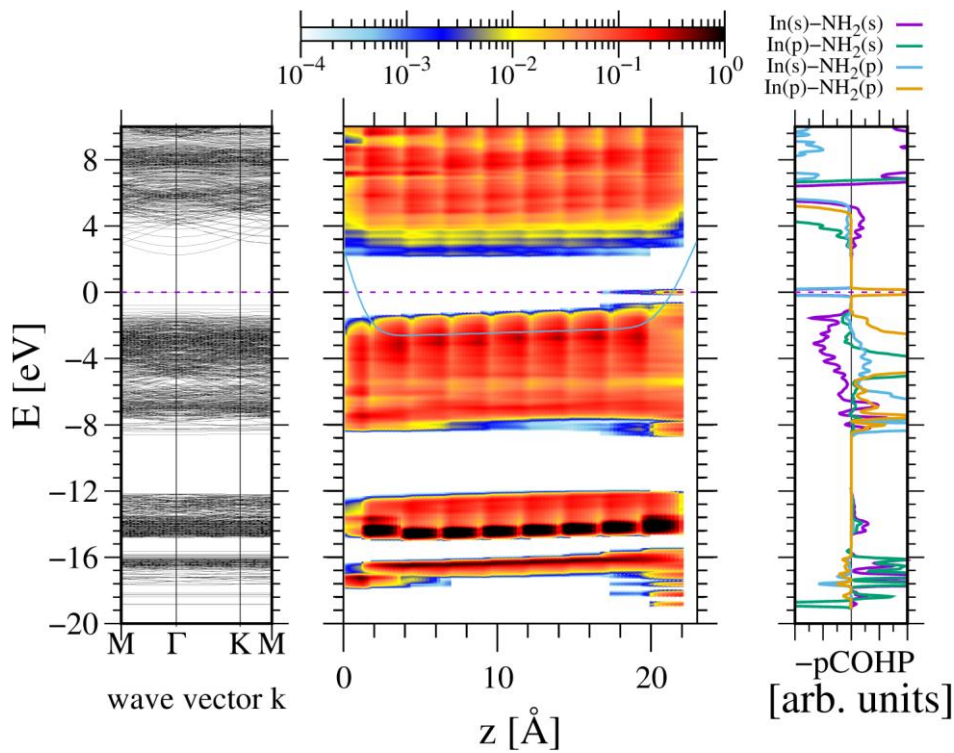 In(s)−NH2(s)
In(p)−NH2(s)
In(s)−NH2(p)
In(p)−NH2(p)
10^-4 10^-3 10^-2 10^-1 10^0
E [eV]
8
4
0
−4
−8
−12
−16
−20
M Γ K M
wave vector k
0 10 20
z [Å]
−pCOHP
[arb. units]